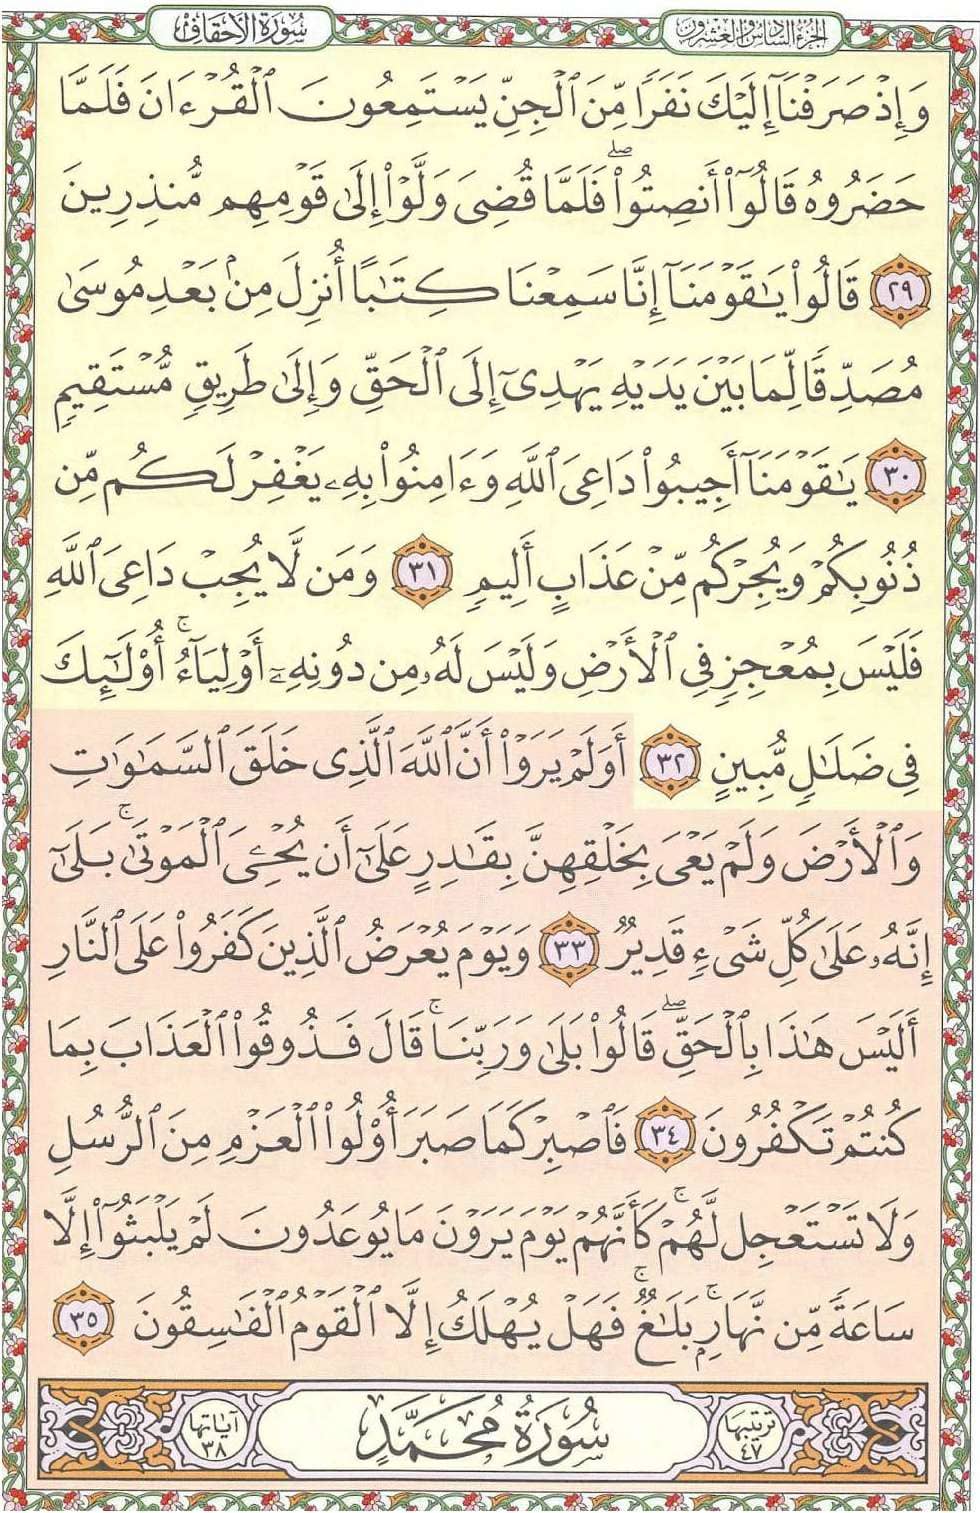 الجزء السادس والعشرون
سورة الأحقاف
وَإِذْ صَرَفْنَآ إِلَيْكَ نَفَرًا مِّنَ ٱلْجِنِّ يَسْتَمِعُونَ ٱلْقُرْءَانَ فَلَمَّا
حَضَرُوهُ قَالُوٓا۟ أَنصِتُوا۟ ۖ فَلَمَّا قُضِىَ وَلَّوْا۟ إِلَىٰ قَوْمِهِم مُّنذِرِينَ
٢٩ قَالُوا۟ يَٰقَوْمَنَآ إِنَّا سَمِعْنَا كِتَٰبًا أُنزِلَ مِنۢ بَعْدِ مُوسَىٰ
مُصَدِّقًا لِّمَا بَيْنَ يَدَيْهِ يَهْدِىٓ إِلَى ٱلْحَقِّ وَإِلَىٰ طَرِيقٍ مُّسْتَقِيمٍ
٣٠ يَٰقَوْمَنَآ أَجِيبُوا۟ دَاعِىَ ٱللَّهِ وَءَامِنُوا۟ بِهِۦ يَغْفِرْ لَكُم مِّن
ذُنُوبِكُمْ وَيُجِرْكُم مِّنْ عَذَابٍ أَلِيمٍ ٣١ وَمَن لَّا يُجِبْ دَاعِىَ ٱللَّهِ
فَلَيْسَ بِمُعْجِزٍ فِى ٱلْأَرْضِ وَلَيْسَ لَهُۥ مِن دُونِهِۦٓ أَوْلِيَآءُ ۚ أُو۟لَٰٓئِكَ
فِى ضَلَٰلٍ مُّبِينٍ ٣٢ أَوَلَمْ يَرَوْا۟ أَنَّ ٱللَّهَ ٱلَّذِى خَلَقَ ٱلسَّمَٰوَٰتِ
وَٱلْأَرْضَ وَلَمْ يَعْىَ بِخَلْقِهِنَّ بِقَٰدِرٍ عَلَىٰٓ أَن يُحْۦِىَ ٱلْمَوْتَىٰ ۚ بَلَىٰٓ
إِنَّهُۥ عَلَىٰ كُلِّ شَىْءٍ قَدِيرٌ ٣٣ وَيَوْمَ يُعْرَضُ ٱلَّذِينَ كَفَرُوا۟ عَلَى ٱلنَّارِ
أَلَيْسَ هَٰذَا بِٱلْحَقِّ ۖ قَالُوا۟ بَلَىٰ وَرَبِّنَا ۚ قَالَ فَذُوقُوا۟ ٱلْعَذَابَ بِمَا
كُنتُمْ تَكْفُرُونَ ٣٤ فَٱصْبِرْ كَمَا صَبَرَ أُو۟لُوا۟ ٱلْعَزْمِ مِنَ ٱلرُّسُلِ
وَلَا تَسْتَعْجِل لَّهُمْ ۚ كَأَنَّهُمْ يَوْمَ يَرَوْنَ مَا يُوعَدُونَ لَمْ يَلْبَثُوٓا۟ إِلَّا
سَاعَةً مِّن نَّهَارٍۭ ۚ بَلَٰغٌ ۚ فَهَلْ يُهْلَكُ إِلَّا ٱلْقَوْمُ ٱلْفَٰسِقُونَ ٣٥
ترتيبها ٤٧
سُورَةُ مُحَمَّدٍ
آياتها ٣٨